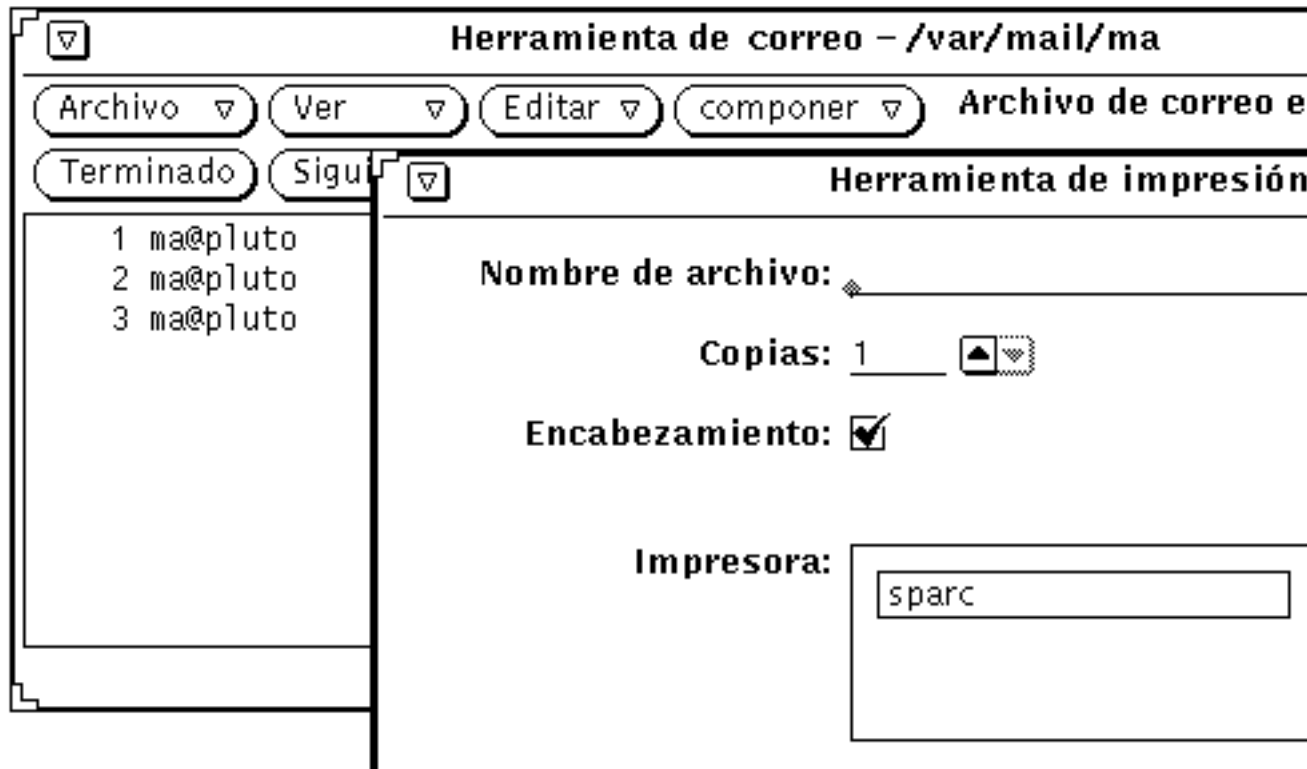 Herramienta de correo – /var/mail/ma
Archivo Ver Editar componer Archivo de correo e
Terminado Sigui
1 ma@pluto
2 ma@pluto
3 ma@pluto
Herramienta de impresión
Nombre de archivo:
Copias: 1
Encabezamiento:
Impresora:
sparc